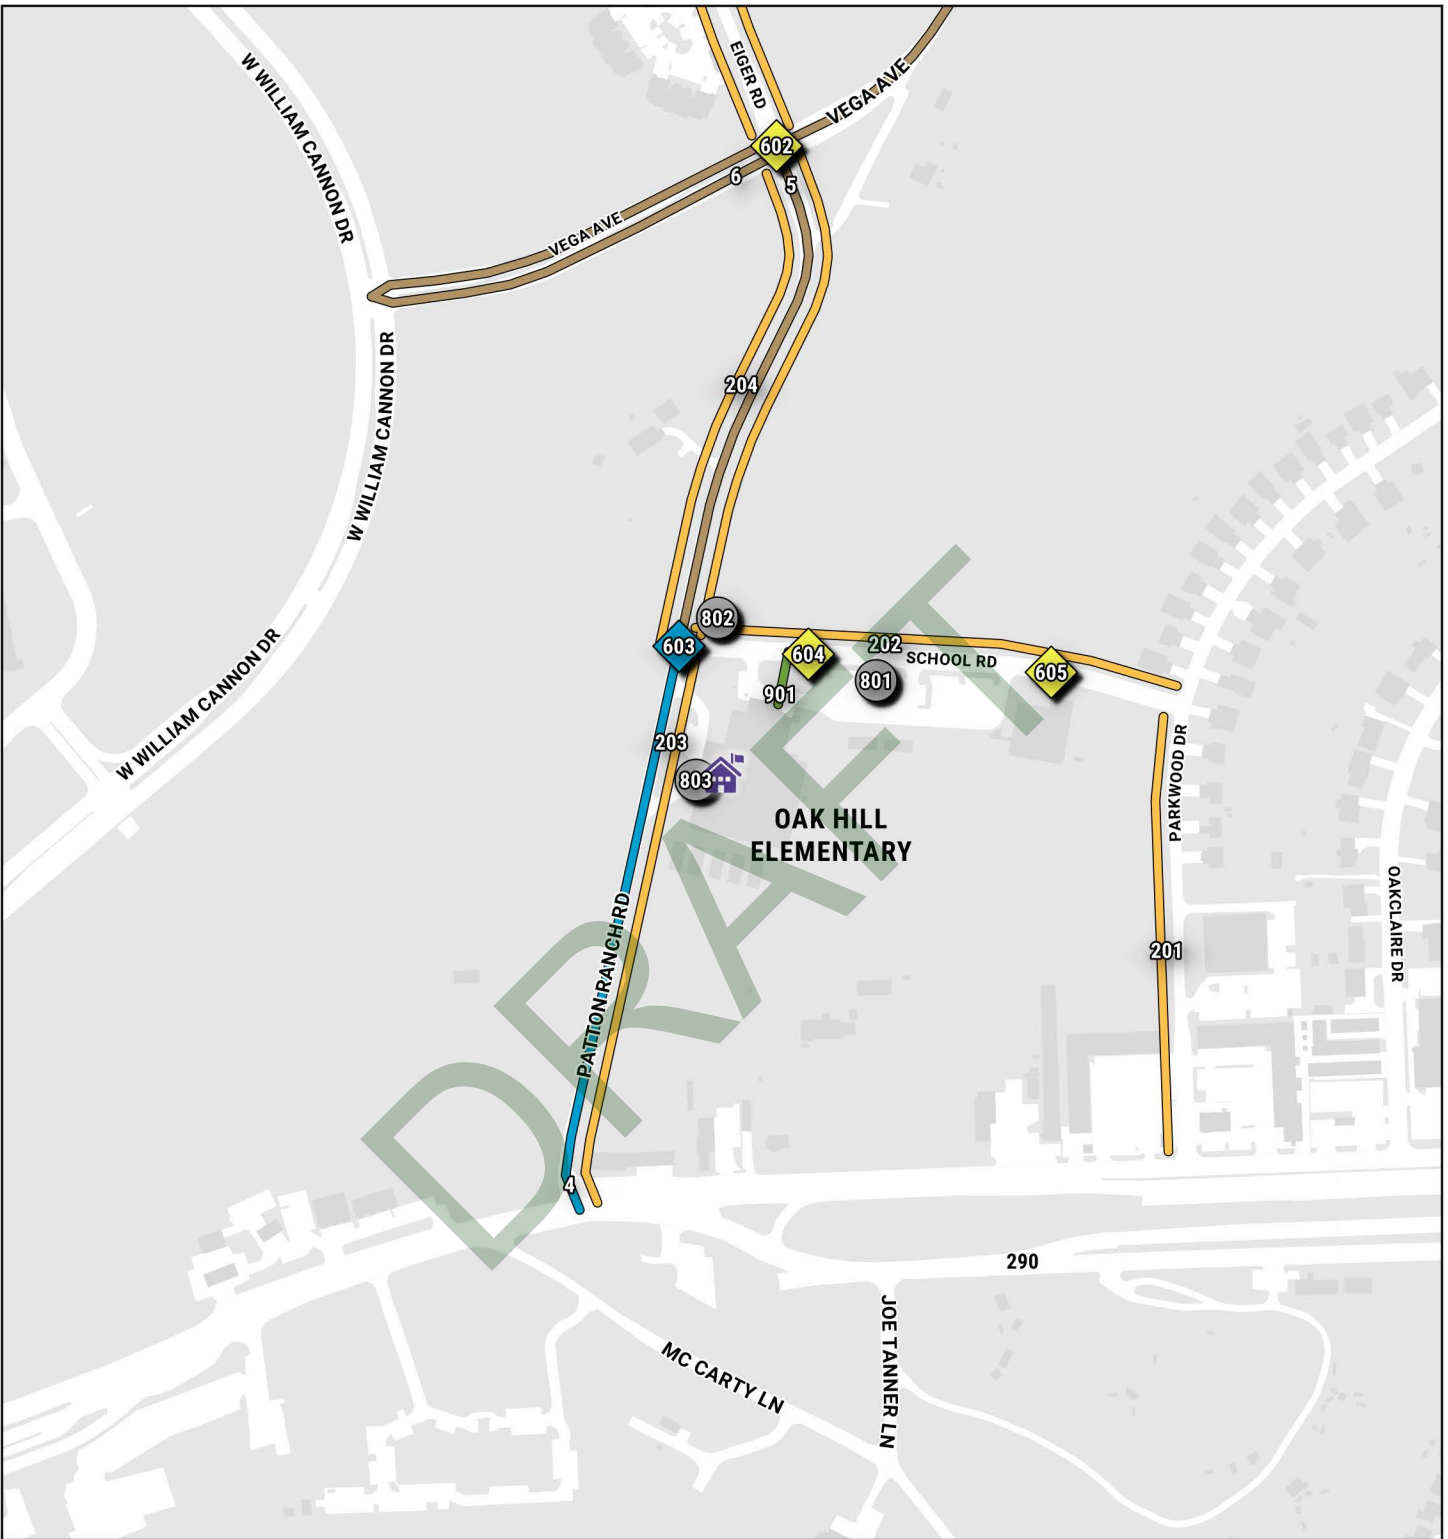 EIGER RD
W WILLIAM CANNON DR
VEGA AVE
602
6
5
VEGA AVE
W WILLIAM CANNON DR
204
802
603
604
202
SCHOOL RD
605
801
901
W WILLIAM CANNON DR
203
803
PARKWOOD DR
OAK HILL
ELEMENTARY
OAKCLAIRE DR
201
PATTON RANCH RD
DRAFT
4
290
JOE TANNER LN
MC CARTY LN